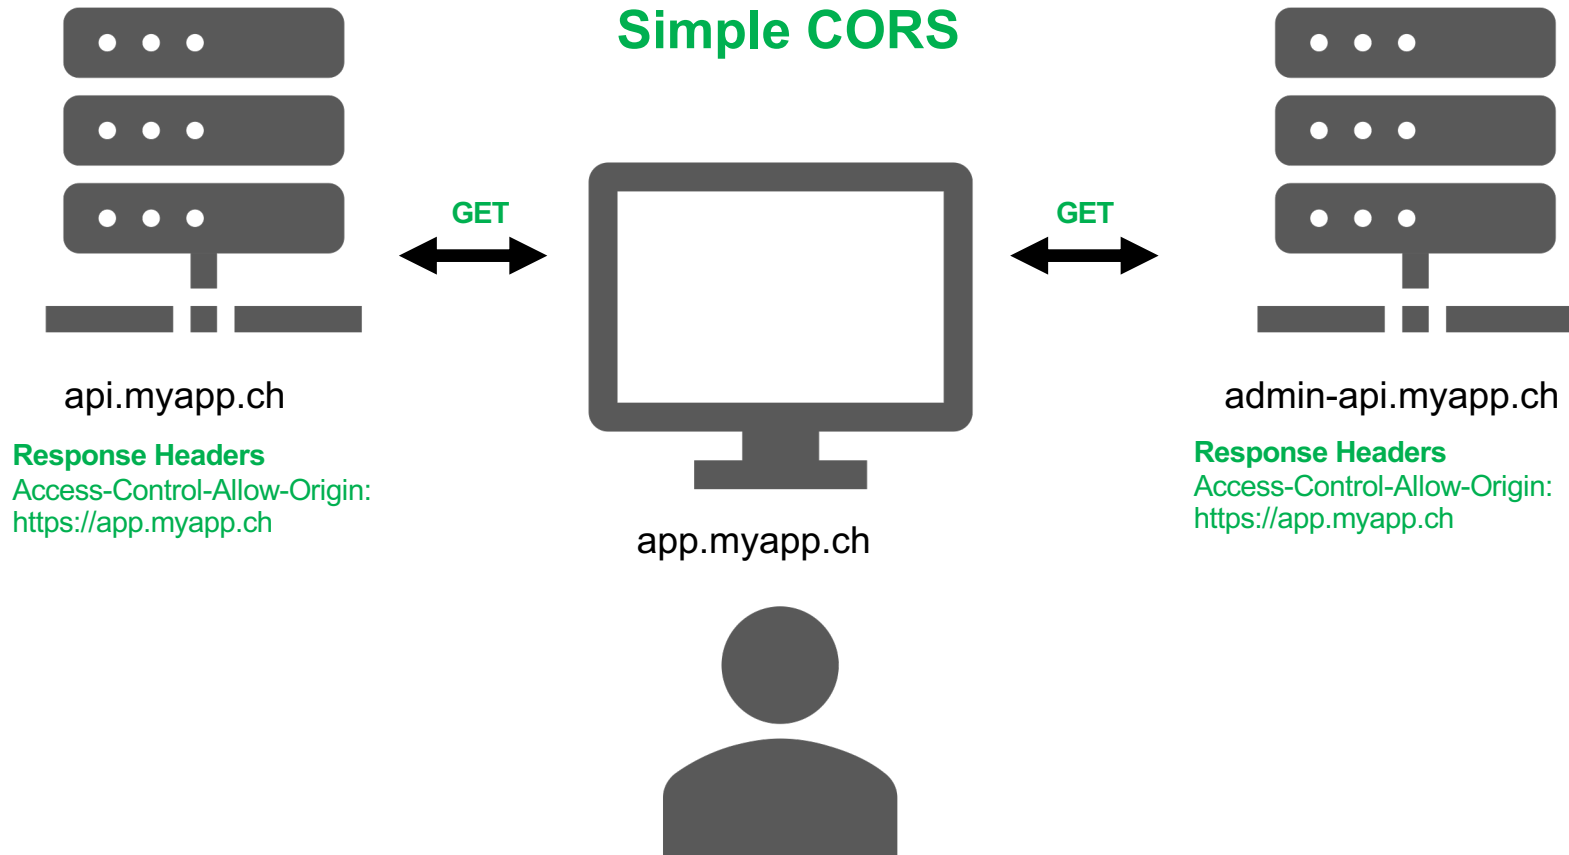 Simple CORS
GET
GET
api.myapp.ch
Response Headers
Access-Control-Allow-Origin:
https://app.myapp.ch
app.myapp.ch
admin-api.myapp.ch
Response Headers
Access-Control-Allow-Origin:
https://app.myapp.ch